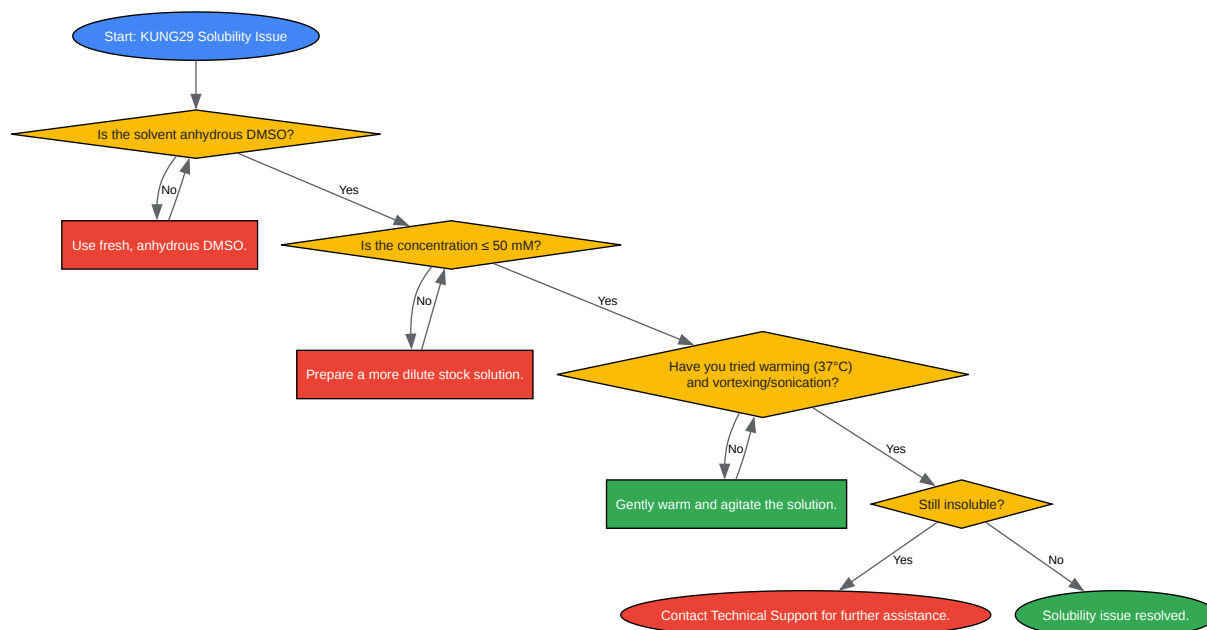 Start: KUNG29 Solubility Issue
Is the solvent anhydrous DMSO?
No
Yes
Use fresh, anhydrous DMSO.
Is the concentration ≤ 50 mM?
No
Yes
Prepare a more dilute stock solution.
Have you tried warming (37°C)
and vortexing/sonication?
No
Yes
Gently warm and agitate the solution.
Still insoluble?
Yes
No
Contact Technical Support for further assistance.
Solubility issue resolved.